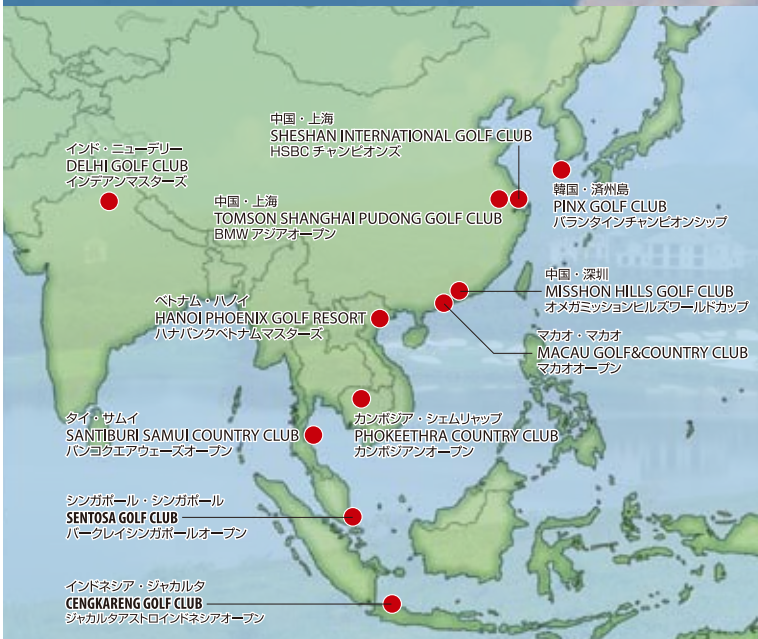 中国・上海
SHESHAN INTERNATIONAL GOLF CLUB
HSBC チャンピオンズ
インド・ニューデリー
DELHI GOLF CLUB
インデアンマスターズ
中国・上海
TOMSON SHANGHAI PUDONG GOLF CLUB
BMW アジアオープン
韓国・済州島
PINX GOLF CLUB
バランタインチャンピオンシップ
中国・深圳
MISSHON HILLS GOLF CLUB
オメガミッションヒルズワールドカップ
ベトナム・ハノイ
HANOI PHOENIX GOLF RESORT
ハナバンクベトナムマスターズ
マカオ・マカオ
MACAU GOLF&COUNTRY CLUB
マカオオープン
タイ・サムイ
SANTIBURI SAMUI COUNTRY CLUB
バンコクエアウェーズオープン
カンボジア・シェムリャップ
PHOKEETHRA COUNTRY CLUB
カンボジアンオープン
シンガポール・シンガポール
SENTOSA GOLF CLUB
バークレイシンガポールオープン
インドネシア・ジャカルタ
CENGKARENG GOLF CLUB
ジャカルタアストロインドネシアオープン